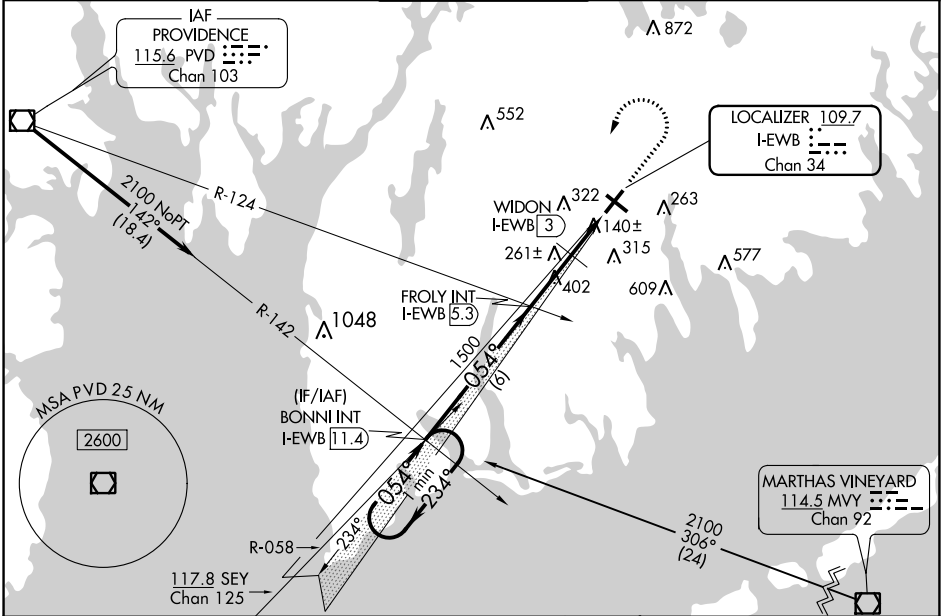 IAF
PROVIDENCE
115.6 PVD
Chan 103
872
552
LOCALIZER 109.7
I-EWB
Chan 34
2100 NoPT
142°
(18.4)
R-124
WIDON
I-EWB 3
322
263
140±
261±
315
577
402
609
FROLY INT
I-EWB 5.3
R-142
1048
1500
054°
(6)
MSA PVD 25 NM
2600
(IF/IAF)
BONNI INT
I-EWB 11.4
054°
1 min
234°
234°
R-058
117.8 SEY
Chan 125
MARTHAS VINEYARD
114.5 MVY
Chan 92
2100
306°
(24)